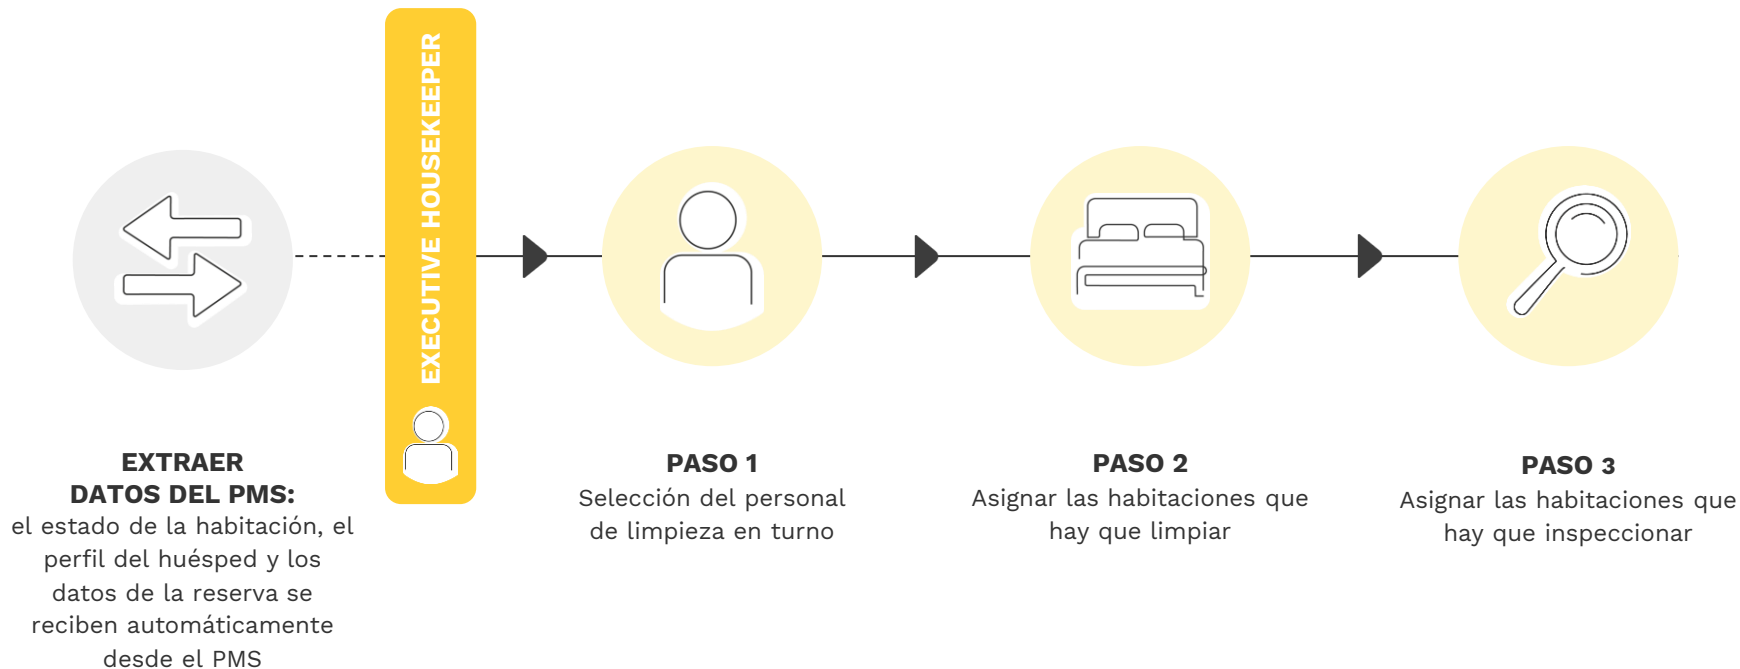 EXECUTIVE HOUSEKEEPER
EXTRAER
DATOS DEL PMS:
el estado de la habitación, el
perfil del huésped y los
datos de la reserva se
reciben automáticamente
desde el PMS
PASO 1
Selección del personal
de limpieza en turno
PASO 2
Asignar las habitaciones que
hay que limpiar
PASO 3
Asignar las habitaciones que
hay que inspeccionar